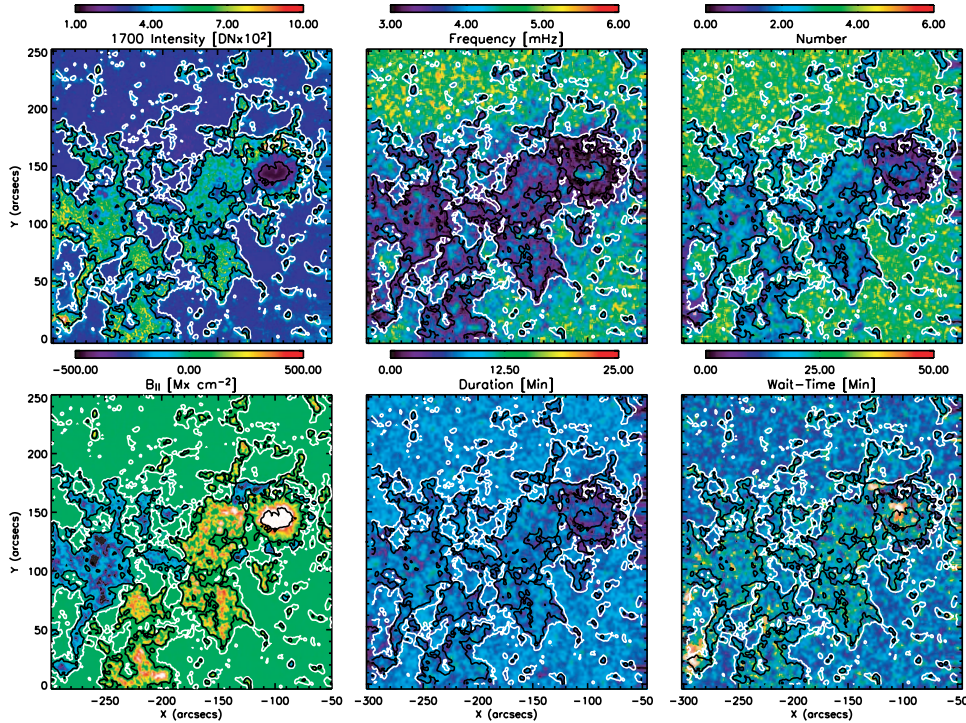 1.00 4.00 7.00 10.00
1700 Intensity [DNx10²]
3.00 4.00 5.00 6.00
Frequency [mHz]
0.00 2.00 4.00 6.00
Number
250
200
150
100
50
0
Y (arcsecs)
−500.00 0.00 500.00
B|| [Mx cm⁻²]
0.00 12.50 25.00
Duration [Min]
0.00 16.67 33.33 50.00
Wait−Time [Min]
250
200
150
100
50
0
Y (arcsecs)
−250 −200 −150 −100 −50
X (arcsecs)
−300 −250 −200 −150 −100 −50
X (arcsecs)
−300 −250 −200 −150 −100 −50
X (arcsecs)